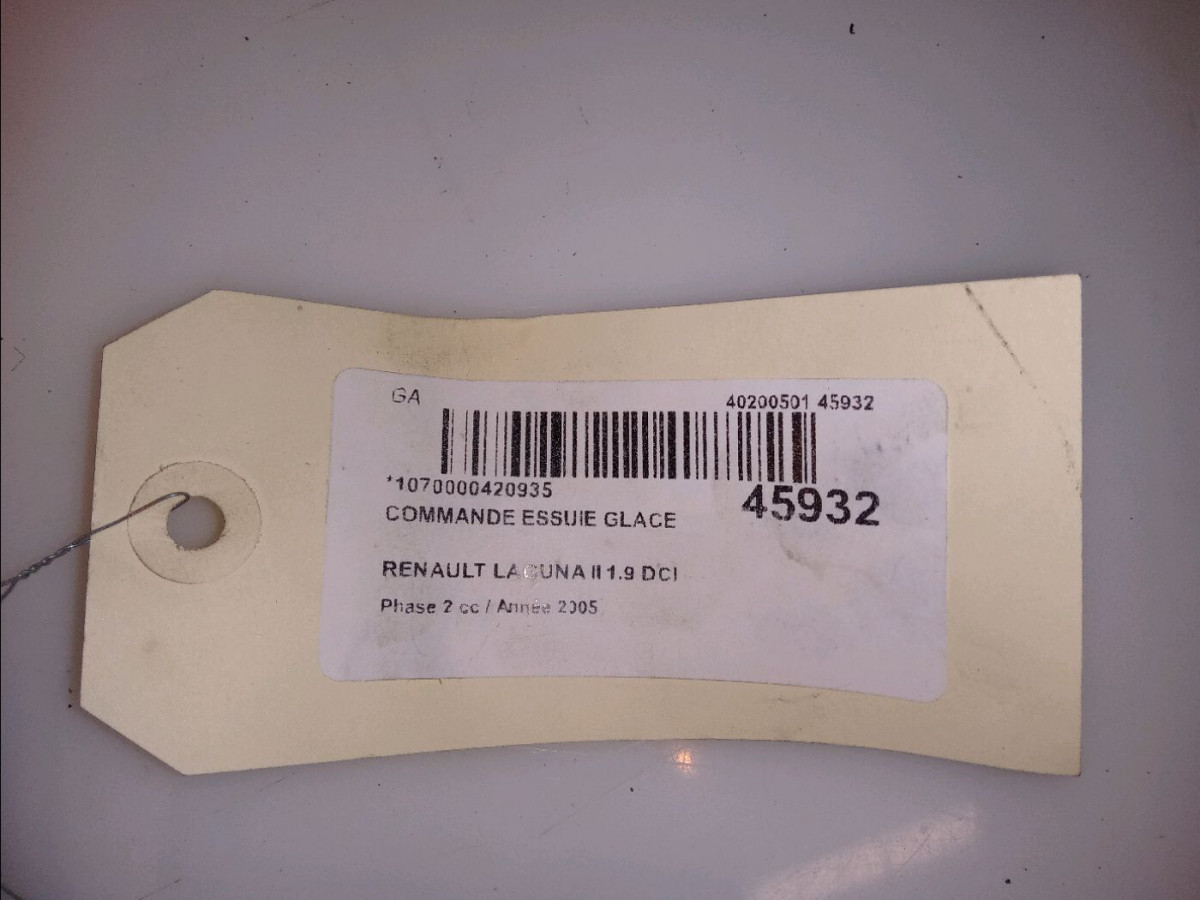 GA 40200501 45932
*1070000420935
45932
COMMANDE ESSUIE GLACE
RENAULT LAGUNA II 1.9 DCI
Phase 2 cc / Année 2005